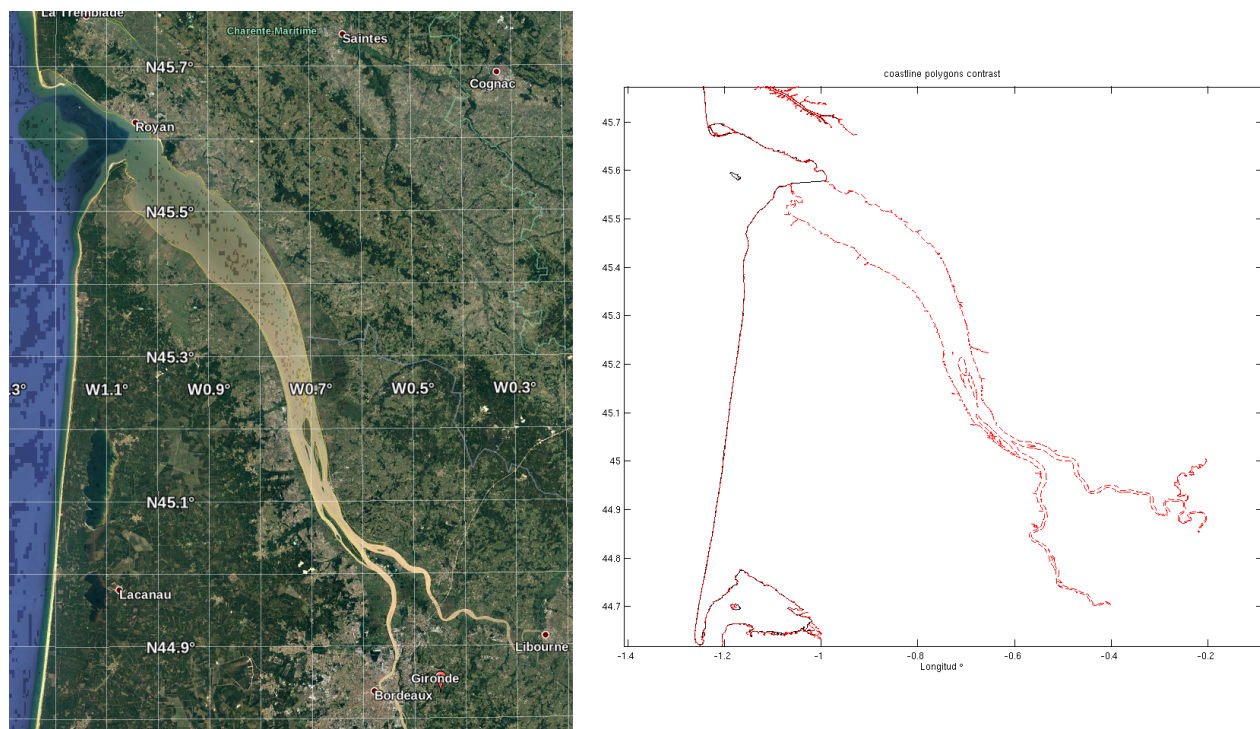 La Tremblade
Charente-Maritime
Saintes
N45.7°
Cognac
Royan
N45.5°
N45.3°
.3°
W1.1°
W0.9°
W0.7°
W0.5°
W0.3°
N45.1°
Lacanau
N44.9°
Libourne
Gironde
Bordeaux
coastline polygons contrast
45.7
45.6
45.5
45.4
45.3
45.2
45.1
45
44.9
44.8
44.7
-1.4
-1.2
-1
-0.8
-0.6
-0.4
-0.2
Longitud °